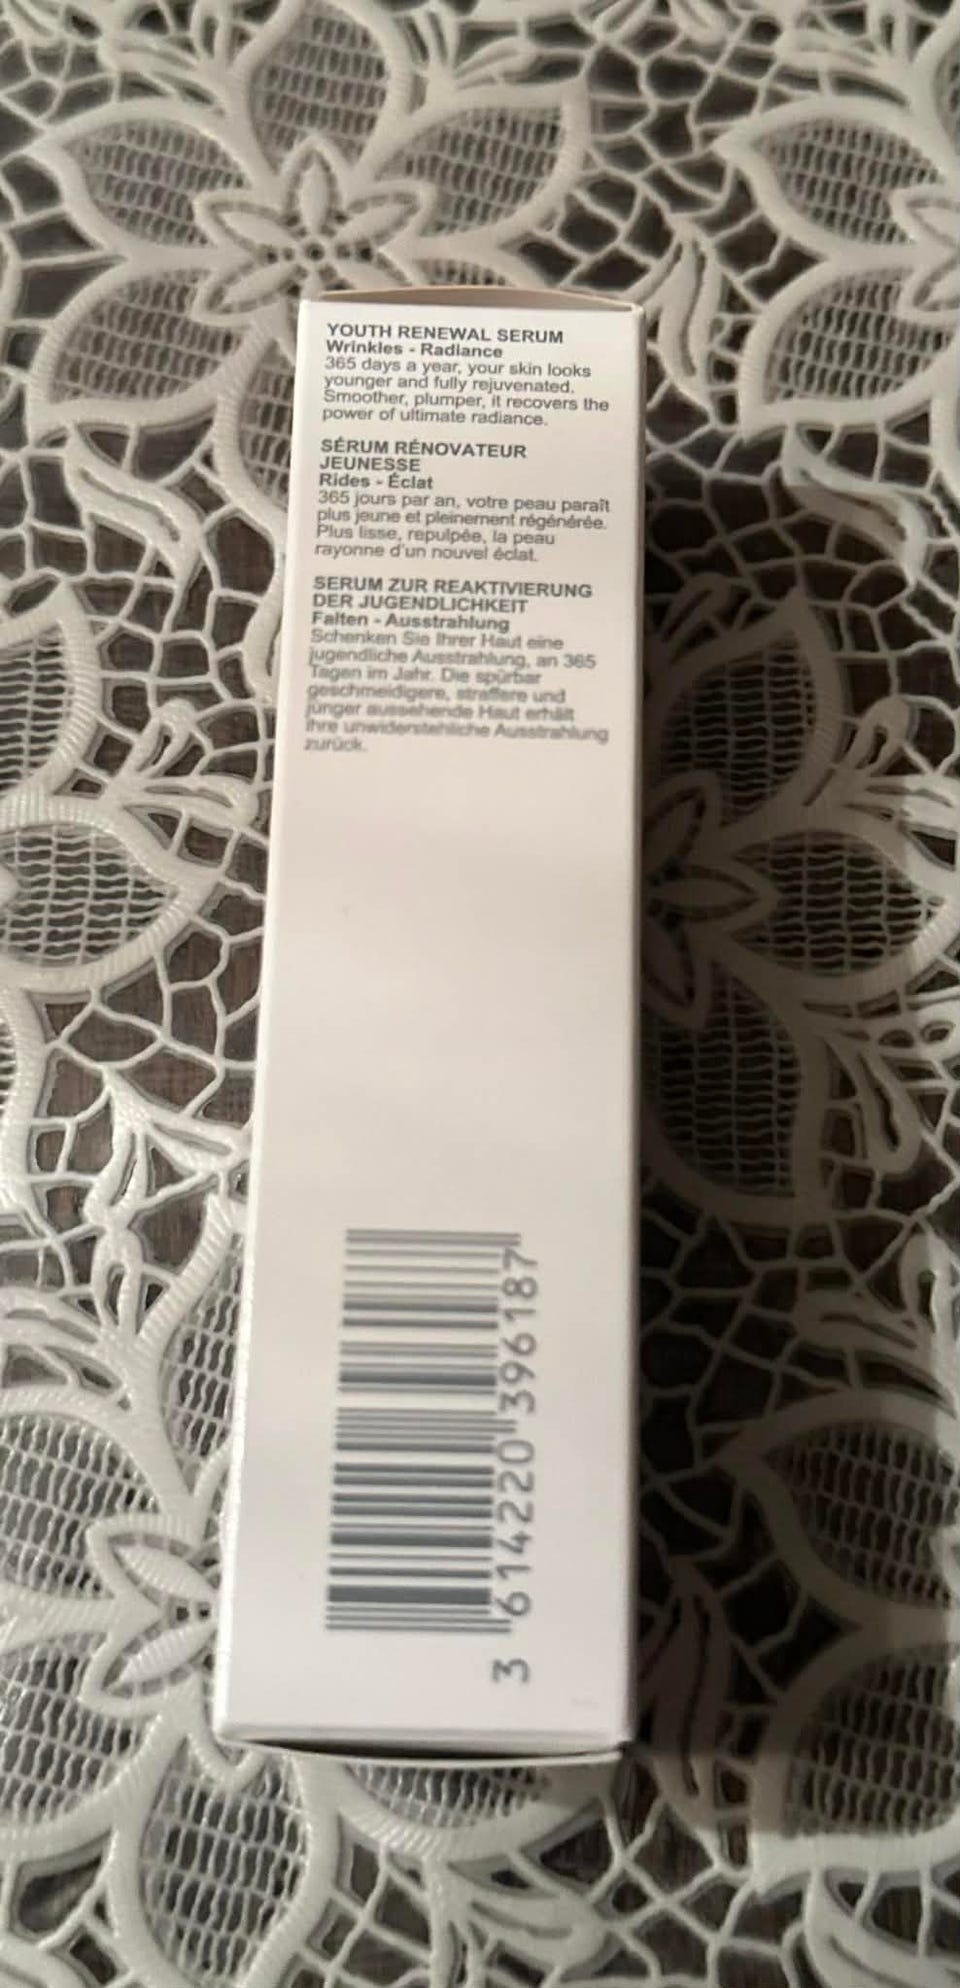 YOUTH RENEWAL SERUM
Wrinkles - Radiance
365 days a year, your skin looks
younger and fully rejuvenated.
Smoother, plumper, it recovers the
power of ultimate radiance.
SÉRUM RÉNOVATEUR
JEUNESSE
Rides - Éclat
365 jours par an, votre peau paraît
plus jeune et pleinement régénérée.
Plus lisse, repulpée, la peau
rayonne d'un nouvel éclat.
SERUM ZUR REAKTIVIERUNG
DER JUGENDLICHKEIT
Falten - Ausstrahlung
Schenken Sie Ihrer Haut eine
jugendliche Ausstrahlung, an 365
Tagen im Jahr. Die spürbar
geschmeidigere, straffere und
jünger aussehende Haut erhält
ihre unwiderstehliche Ausstrahlung
zurück.
3 614220 396187